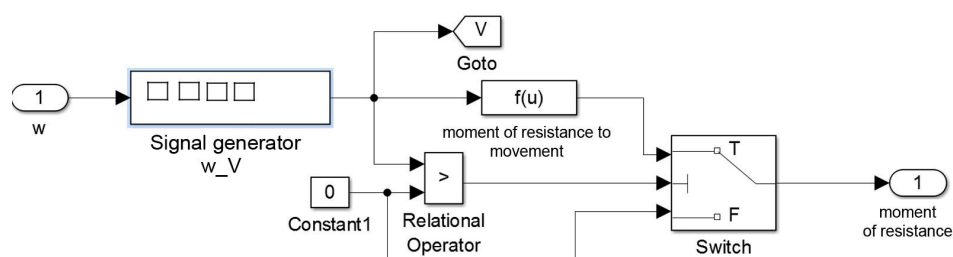 V
Goto
1
w
Signal generator
w_V
f(u)
moment of resistance to
movement
>
0
Constant1
Relational
Operator
T
F
Switch
1
moment
of resistance